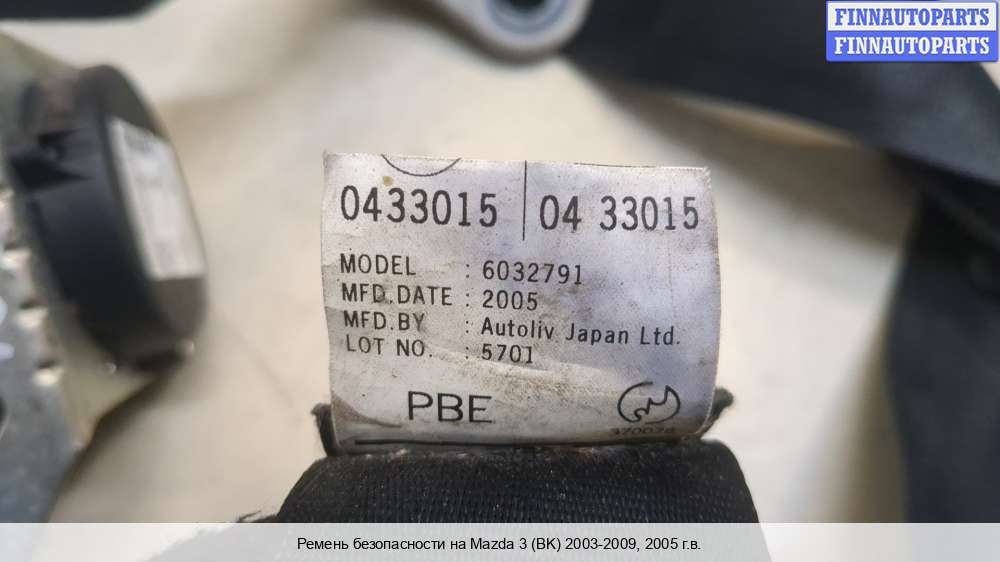 FINNAUTOPARTS
FINNAUTOPARTS
0433015 04 33015
MODEL : 6032791
MFD.DATE : 2005
MFD.BY : Autoliv Japan Ltd.
LOT NO. : 5701
PBE
Ремень безопасности на Mazda 3 (BK) 2003-2009, 2005 г.в.